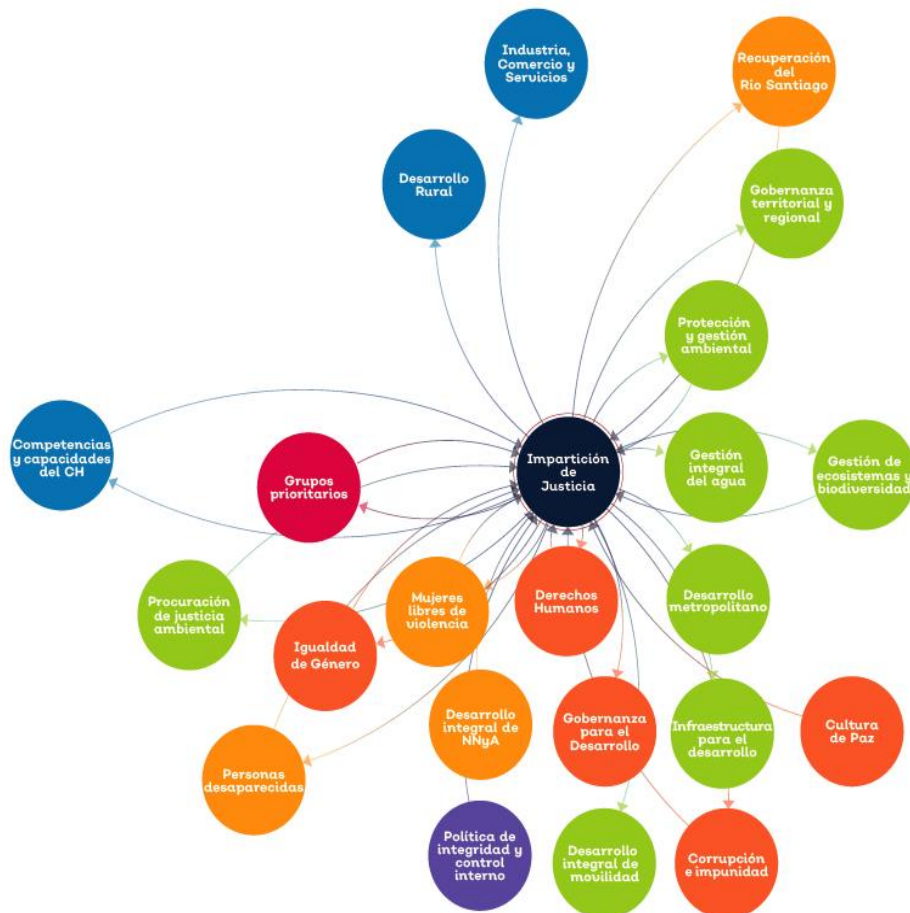 Industria,
Comercio y
Servicios
Recuperación
del
Río Santiago
Desarrollo
Rural
Gobernanza
territorial y
regional
Protección
y gestión
ambiental
Competencias
y capacidades
del CH
Grupos
prioritarios
Impartición
de
Justicia
Gestión
integral
del agua
Gestión de
ecosistemas y
biodiversidad
Procuración
de justicia
ambiental
Igualdad
de Género
Mujeres
libres de
violencia
Derechos
Humanos
Desarrollo
metropolitano
Personas
desaparecidas
Desarrollo
integral de
NNyA
Gobernanza
para el
Desarrollo
Infraestructura
para el
desarrollo
Cultura
de Paz
Política de
integridad y
control
interno
Desarrollo
integral de
movilidad
Corrupción
e impunidad